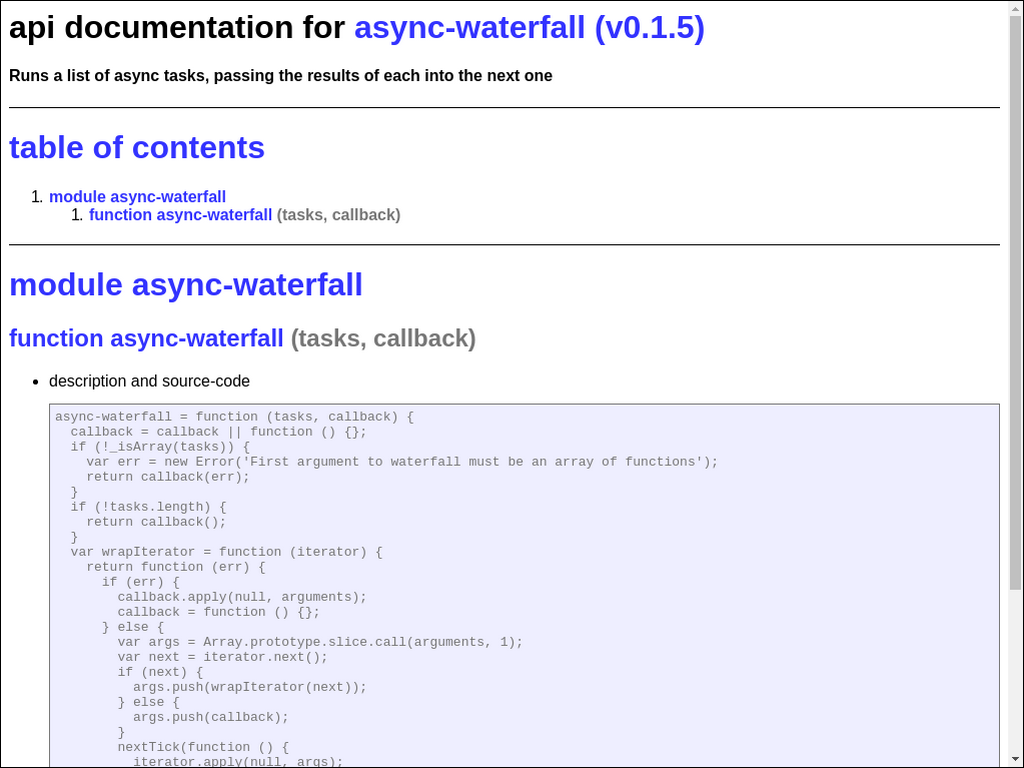 api documentation for async-waterfall (v0.1.5)
Runs a list of async tasks, passing the results of each into the next one
table of contents
1. module async-waterfall
1. function async-waterfall (tasks, callback)
module async-waterfall
function async-waterfall (tasks, callback)
• description and source-code
async-waterfall = function (tasks, callback) {
  callback = callback || function () {};
  if (!_isArray(tasks)) {
    var err = new Error('First argument to waterfall must be an array of functions');
    return callback(err);
  }
  if (!tasks.length) {
    return callback();
  }
  var wrapIterator = function (iterator) {
    return function (err) {
      if (err) {
        callback.apply(null, arguments);
        callback = function () {};
      } else {
        var args = Array.prototype.slice.call(arguments, 1);
        var next = iterator.next();
        if (next) {
          args.push(wrapIterator(next));
        } else {
          args.push(callback);
        }
        nextTick(function () {
          iterator.apply(null, args);